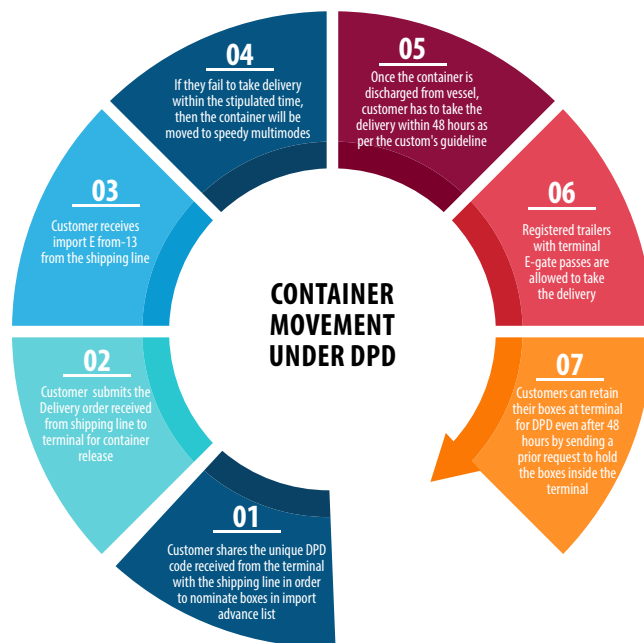 CONTAINER
MOVEMENT
UNDER DPD
01
Customer shares the unique DPD
code received from the terminal
with the shipping line in order
to nominate boxes in import
advance list
02
Customer submits the
Delivery order received
from shipping line to
terminal for container
release
03
Customer receives
import E from-13
from the shipping line
04
If they fail to take delivery
within the stipulated time,
then the container will be
moved to speedy multimodes
05
Once the container is
discharged from vessel,
customer has to take the
delivery within 48 hours as
per the custom's guideline
06
Registered trailers
with terminal
E-gate passes are
allowed to take
the delivery
07
Customers can retain
their boxes at terminal
for DPD even after 48
hours by sending a
prior request to hold
the boxes inside the
terminal